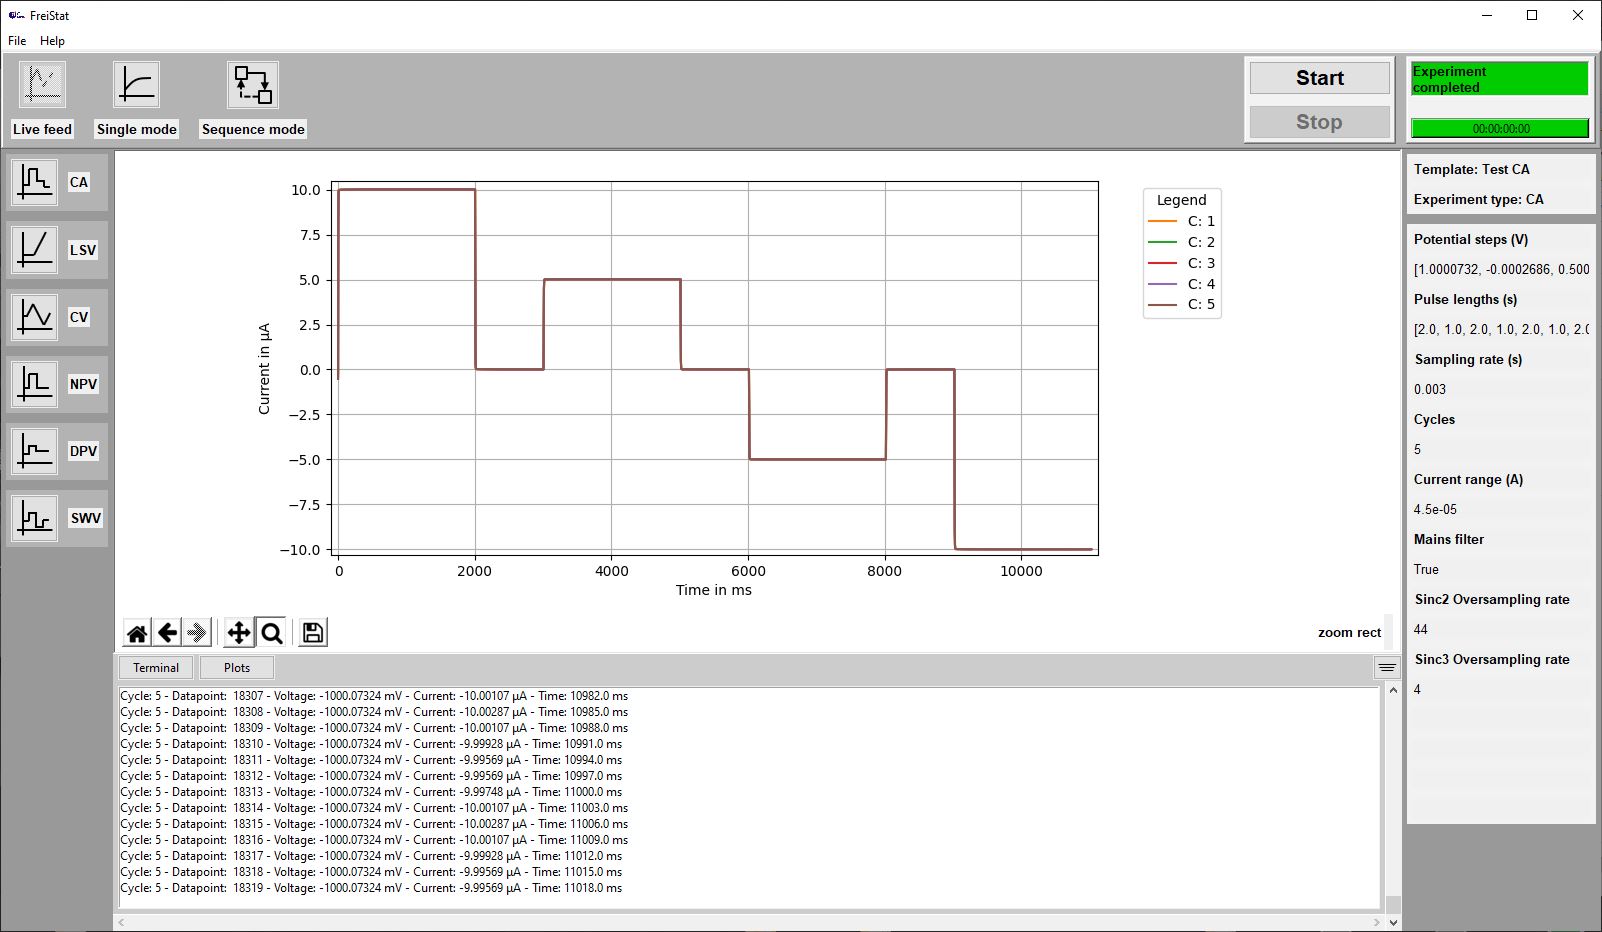 FreiStat
File Help
Live feed
Single mode
Sequence mode
Start
Stop
Experiment
completed
00:00:00:00
CA
LSV
CV
NPV
DPV
SWV
10.0
7.5
5.0
2.5
0.0
−2.5
−5.0
−7.5
−10.0
Current in µA
0 2000 4000 6000 8000 10000
Time in ms
Legend
C: 1
C: 2
C: 3
C: 4
C: 5
zoom rect
Template: Test CA
Experiment type: CA
Potential steps (V)
[1.0000732, -0.0002686, 0.500
Pulse lengths (s)
[2.0, 1.0, 2.0, 1.0, 2.0, 1.0, 2.0
Sampling rate (s)
0.003
Cycles
5
Current range (A)
4.5e-05
Mains filter
True
Sinc2 Oversampling rate
44
Sinc3 Oversampling rate
4
Terminal Plots
Cycle: 5 - Datapoint: 18307 - Voltage: -1000.07324 mV - Current: -10.00107 µA - Time: 10982.0 ms
Cycle: 5 - Datapoint: 18308 - Voltage: -1000.07324 mV - Current: -10.00287 µA - Time: 10985.0 ms
Cycle: 5 - Datapoint: 18309 - Voltage: -1000.07324 mV - Current: -10.00107 µA - Time: 10988.0 ms
Cycle: 5 - Datapoint: 18310 - Voltage: -1000.07324 mV - Current: -9.99928 µA - Time: 10991.0 ms
Cycle: 5 - Datapoint: 18311 - Voltage: -1000.07324 mV - Current: -9.99569 µA - Time: 10994.0 ms
Cycle: 5 - Datapoint: 18312 - Voltage: -1000.07324 mV - Current: -9.99569 µA - Time: 10997.0 ms
Cycle: 5 - Datapoint: 18313 - Voltage: -1000.07324 mV - Current: -9.99748 µA - Time: 11000.0 ms
Cycle: 5 - Datapoint: 18314 - Voltage: -1000.07324 mV - Current: -10.00107 µA - Time: 11003.0 ms
Cycle: 5 - Datapoint: 18315 - Voltage: -1000.07324 mV - Current: -10.00287 µA - Time: 11006.0 ms
Cycle: 5 - Datapoint: 18316 - Voltage: -1000.07324 mV - Current: -10.00107 µA - Time: 11009.0 ms
Cycle: 5 - Datapoint: 18317 - Voltage: -1000.07324 mV - Current: -9.99928 µA - Time: 11012.0 ms
Cycle: 5 - Datapoint: 18318 - Voltage: -1000.07324 mV - Current: -9.99569 µA - Time: 11015.0 ms
Cycle: 5 - Datapoint: 18319 - Voltage: -1000.07324 mV - Current: -9.99569 µA - Time: 11018.0 ms